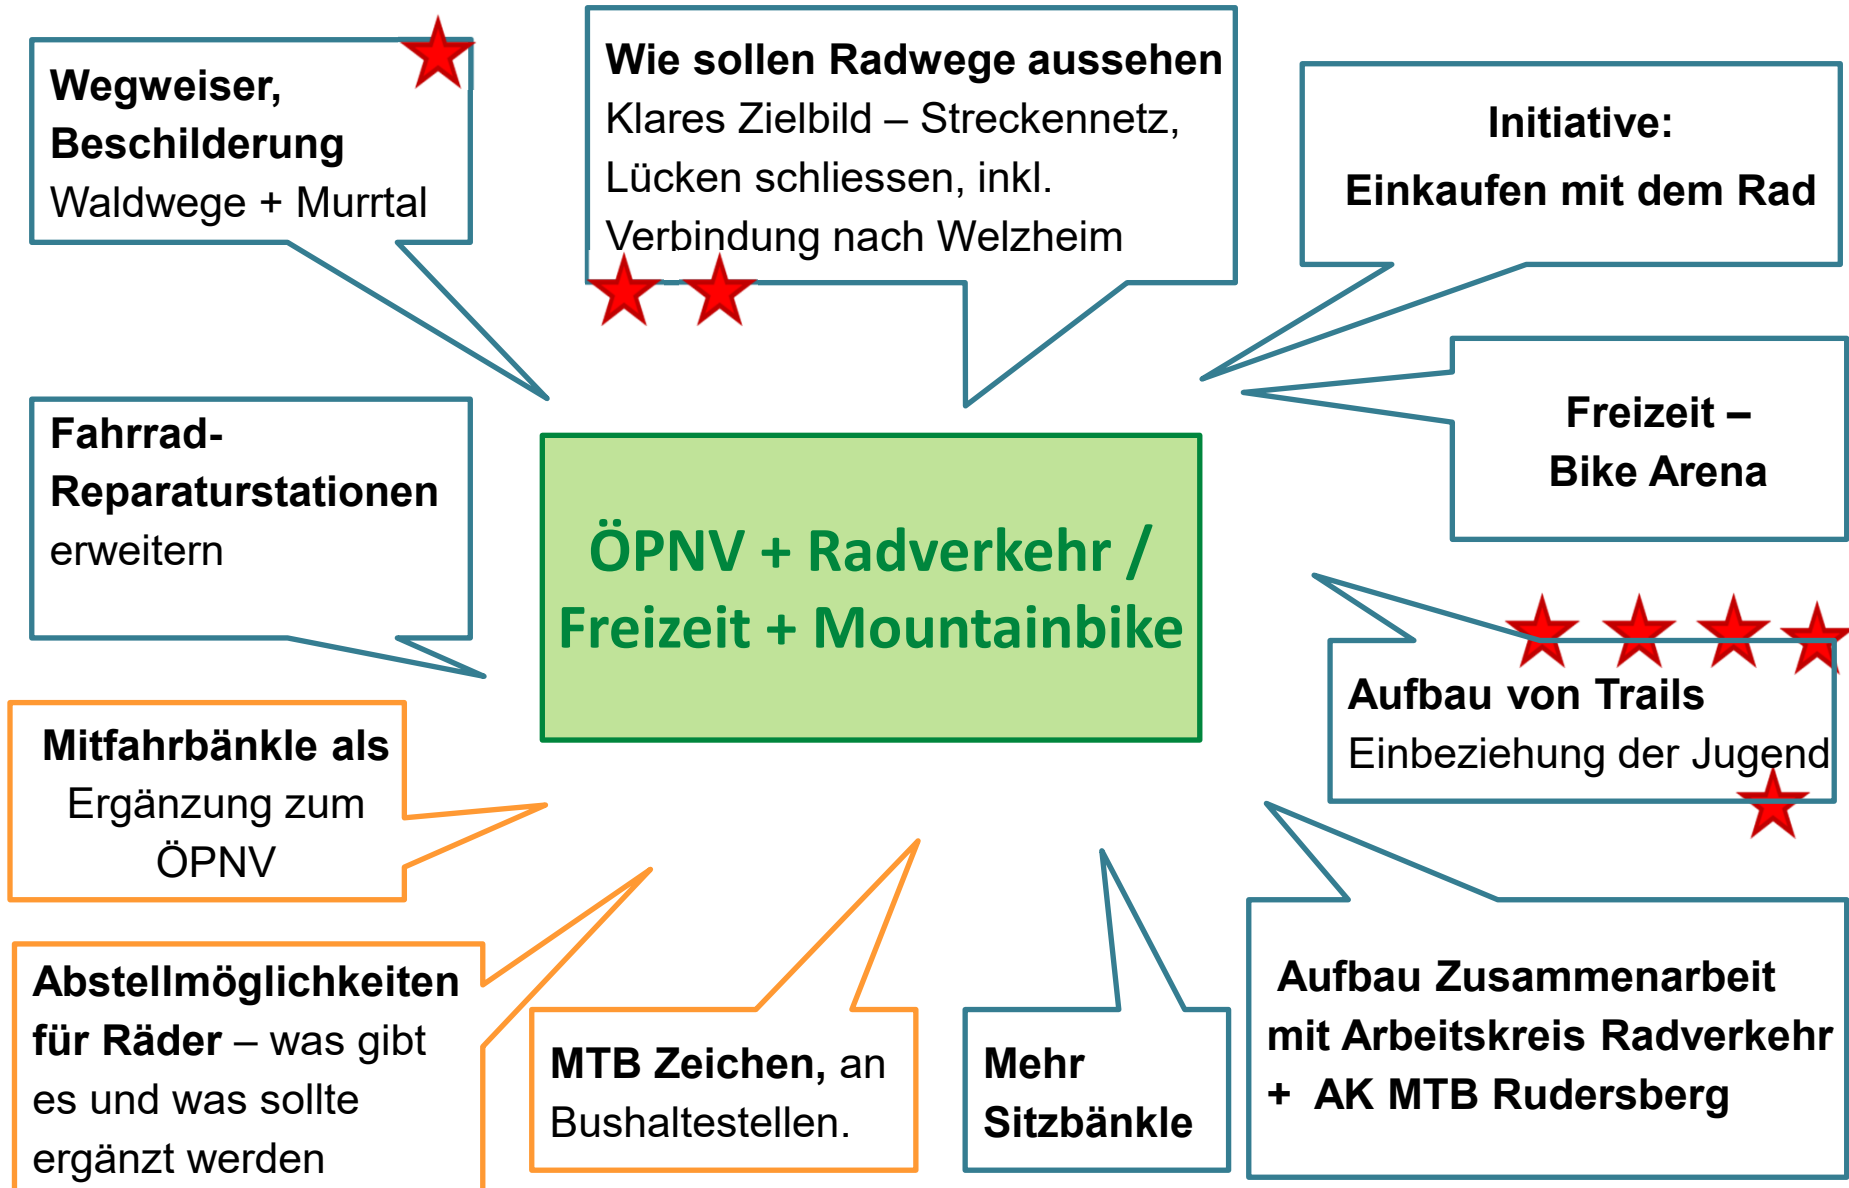 Wegweiser,
Beschilderung
Waldwege + Murrtal
Wie sollen Radwege aussehen
Klares Zielbild – Streckennetz,
Lücken schliessen, inkl.
Verbindung nach Welzheim
Initiative:
Einkaufen mit dem Rad
Fahrrad-
Reparaturstationen
erweitern
ÖPNV + Radverkehr /
Freizeit + Mountainbike
Freizeit –
Bike Arena
Aufbau von Trails
Einbeziehung der Jugend
Mitfahrbänkle als
Ergänzung zum
ÖPNV
Abstellmöglichkeiten
für Räder – was gibt
es und was sollte
ergänzt werden
MTB Zeichen, an
Bushaltestellen.
Mehr
Sitzbänkle
Aufbau Zusammenarbeit
mit Arbeitskreis Radverkehr
+ AK MTB Rudersberg